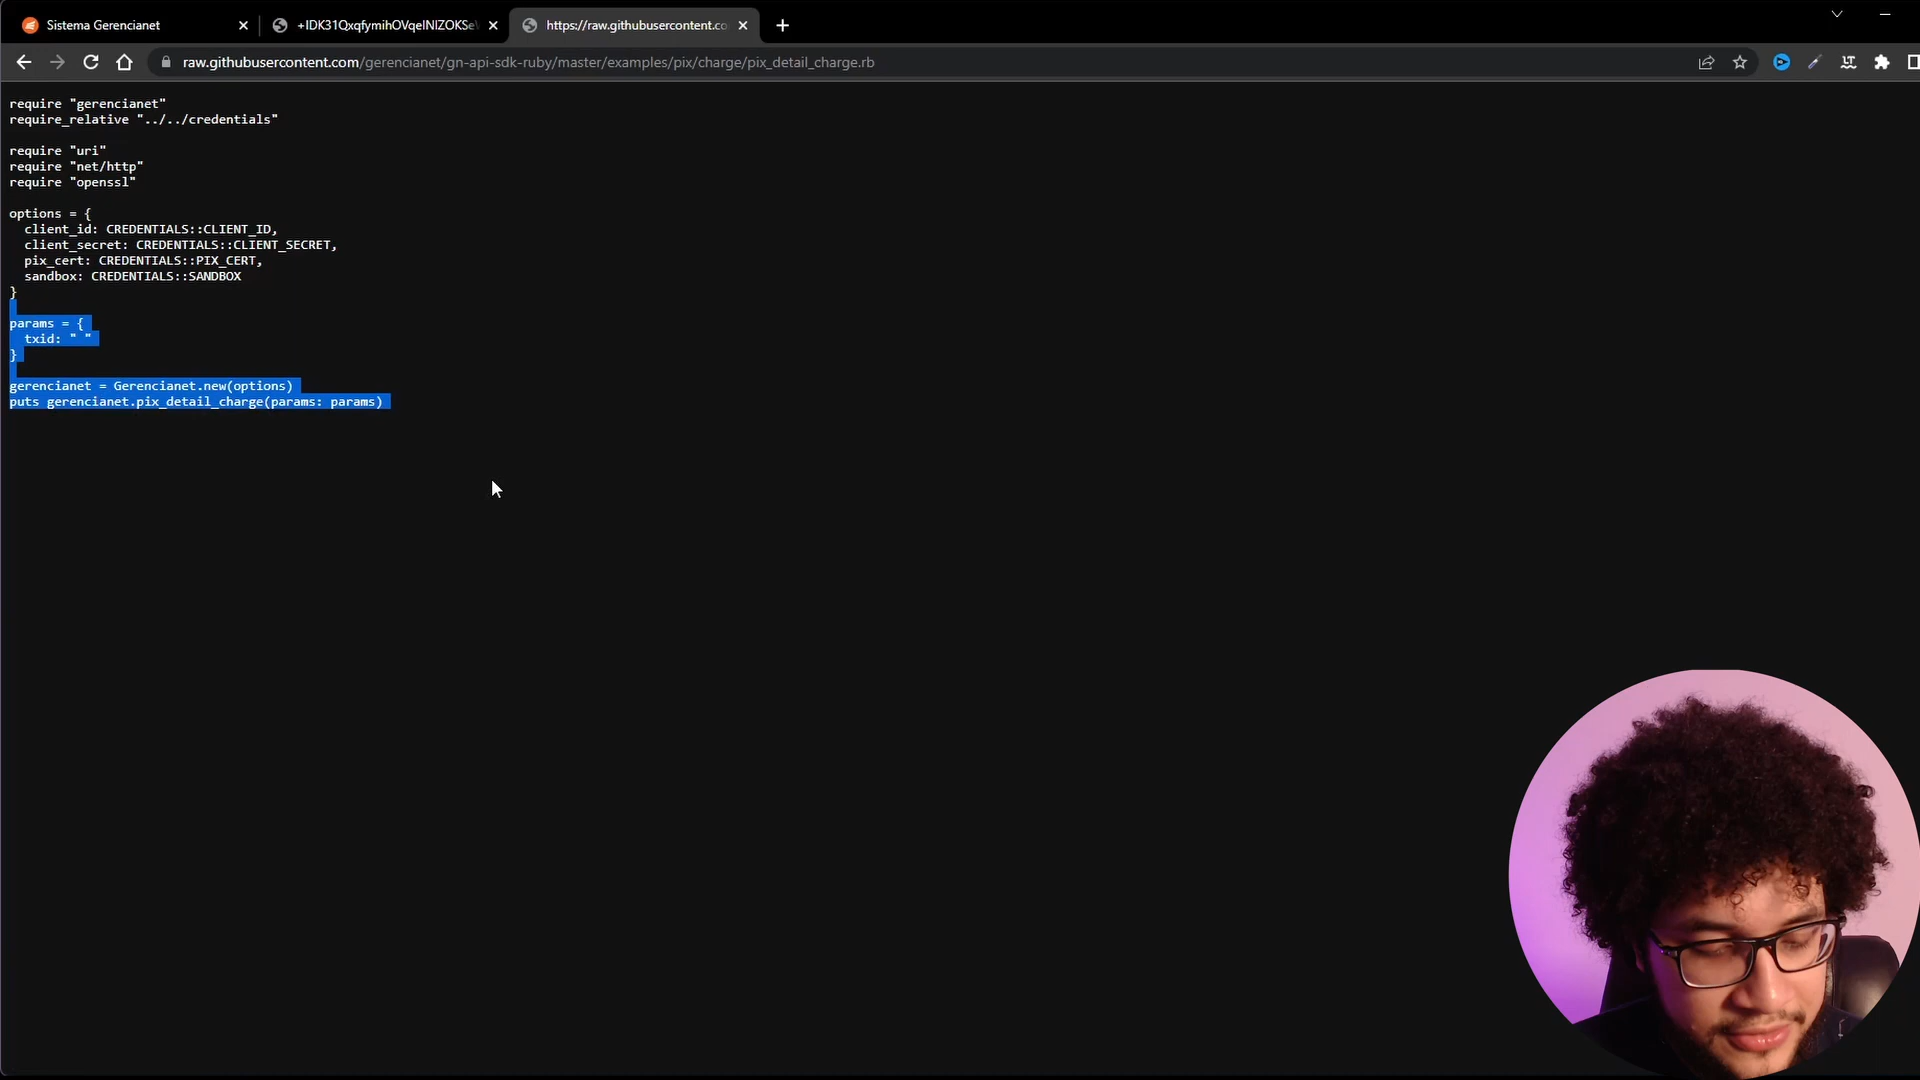 Sistema Gerencianet
+IDK31QxqfymihOVqelNlZOKSe
https://raw.githubusercontent.co
raw.githubusercontent.com/gerencianet/gn-api-sdk-ruby/master/examples/pix/charge/pix_detail_charge.rb
require "gerencianet"
require_relative "../../credentials"
require "uri"
require "net/http"
require "openssl"
options = {
client_id: CREDENTIALS::CLIENT_ID,
client_secret: CREDENTIALS::CLIENT_SECRET,
pix_cert: CREDENTIALS::PIX_CERT,
sandbox: CREDENTIALS::SANDBOX
}
params = {
txid: " "
}
gerencianet = Gerencianet.new(options)
puts gerencianet.pix_detail_charge(params: params)